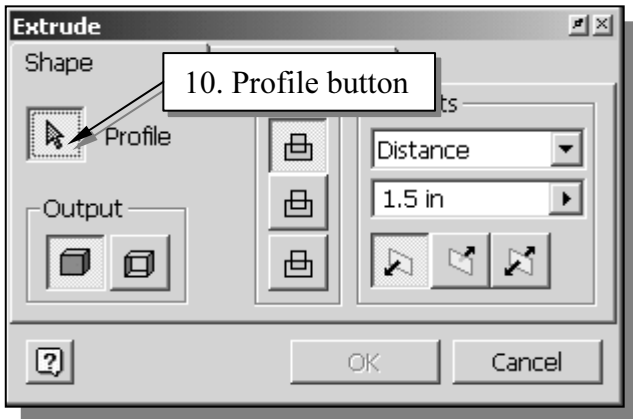 Extrude
Shape
10. Profile button
ts
Profile
Distance
Output
1.5 in
OK
Cancel